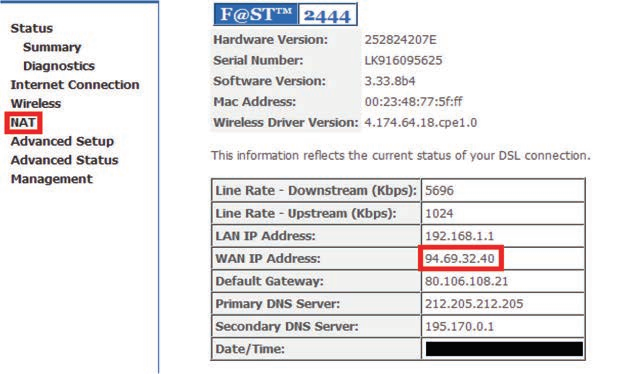 Status
Summary
Diagnostics
Internet Connection
Wireless
NAT
Advanced Setup
Advanced Status
Management
F@ST™ 2444
Hardware Version: 252824207E
Serial Number: LK916095625
Software Version: 3.33.8b4
Mac Address: 00:23:48:77:5f:ff
Wireless Driver Version: 4.174.64.18.cpe1.0
This information reflects the current status of your DSL connection.
Line Rate - Downstream (Kbps): 5696
Line Rate - Upstream (Kbps): 1024
LAN IP Address: 192.168.1.1
WAN IP Address: 94.69.32.40
Default Gateway: 80.106.108.21
Primary DNS Server: 212.205.212.205
Secondary DNS Server: 195.170.0.1
Date/Time: